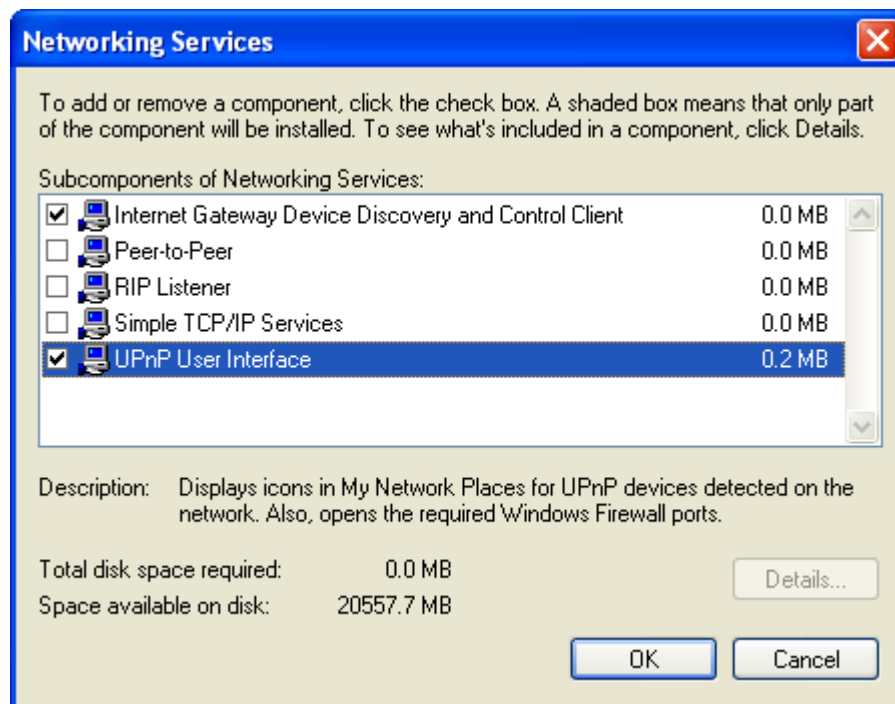 Networking Services
To add or remove a component, click the check box. A shaded box means that only part
of the component will be installed. To see what's included in a component, click Details.
Subcomponents of Networking Services:
Internet Gateway Device Discovery and Control Client 0.0 MB
Peer-to-Peer 0.0 MB
RIP Listener 0.0 MB
Simple TCP/IP Services 0.0 MB
UPnP User Interface 0.2 MB
Description: Displays icons in My Network Places for UPnP devices detected on the
network. Also, opens the required Windows Firewall ports.
Total disk space required: 0.0 MB
Details...
Space available on disk: 20557.7 MB
OK Cancel